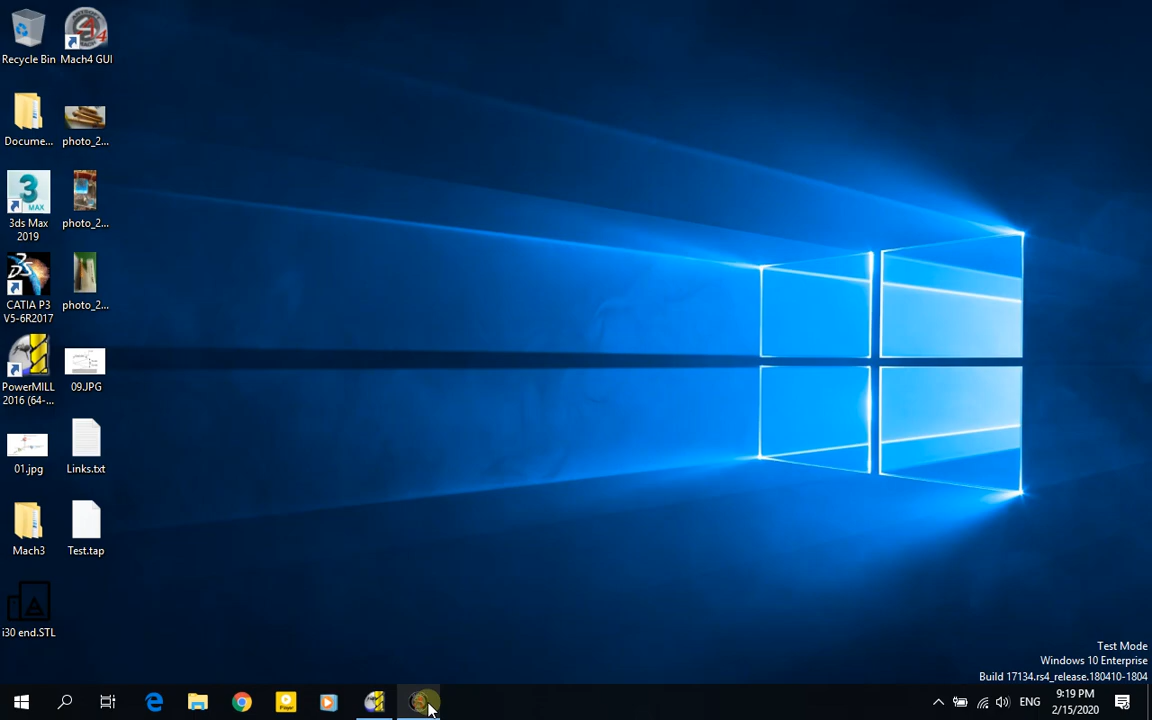 Recycle Bin
Mach4 GUI
Docume...
photo_2...
3ds Max
2019
photo_2...
CATIA P3
V5-6R2017
photo_2...
PowerMILL
2016 (64-...
09.JPG
01.jpg
Links.txt
Mach3
Test.tap
i30 end.STL
Test Mode
Windows 10 Enterprise
Build 17134.rs4_release.180410-1804
ENG
9:19 PM
2/15/2020